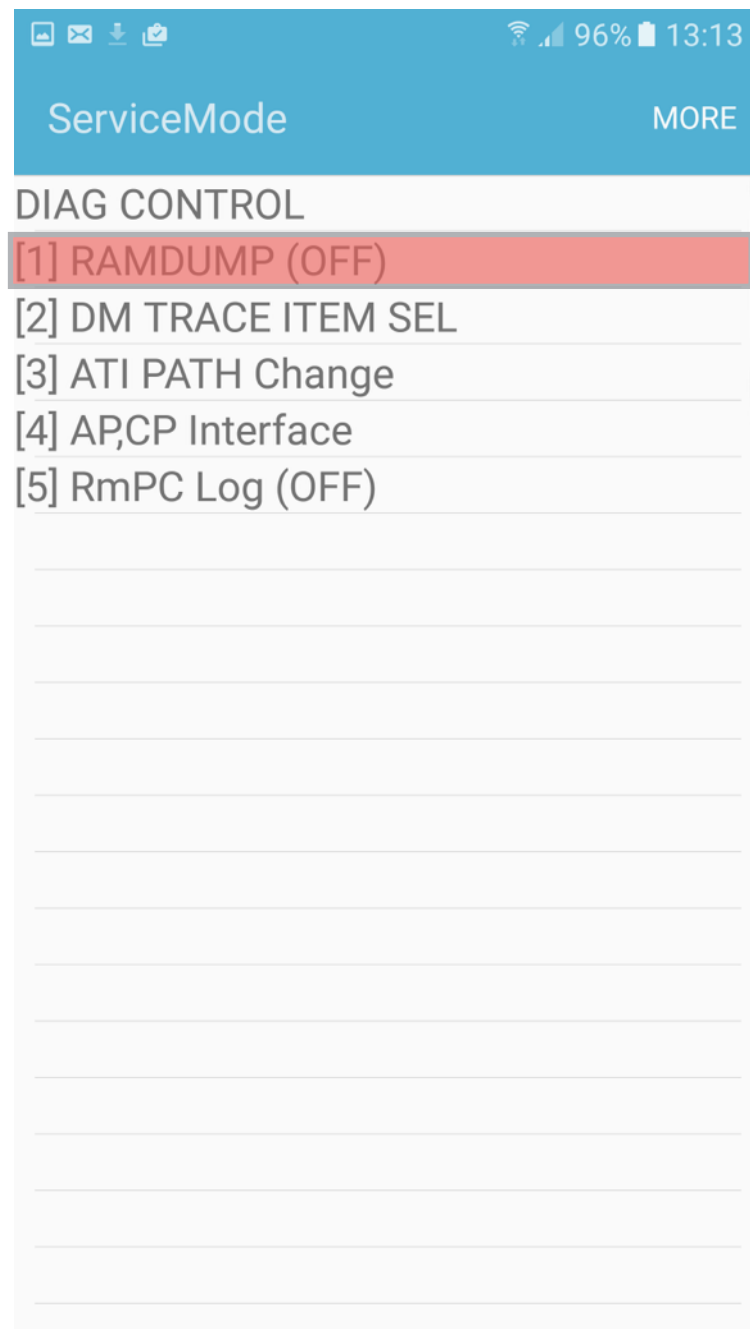 96% 13:13
ServiceMode MORE
DIAG CONTROL
[1] RAMDUMP (OFF)
[2] DM TRACE ITEM SEL
[3] ATI PATH Change
[4] AP,CP Interface
[5] RmPC Log (OFF)